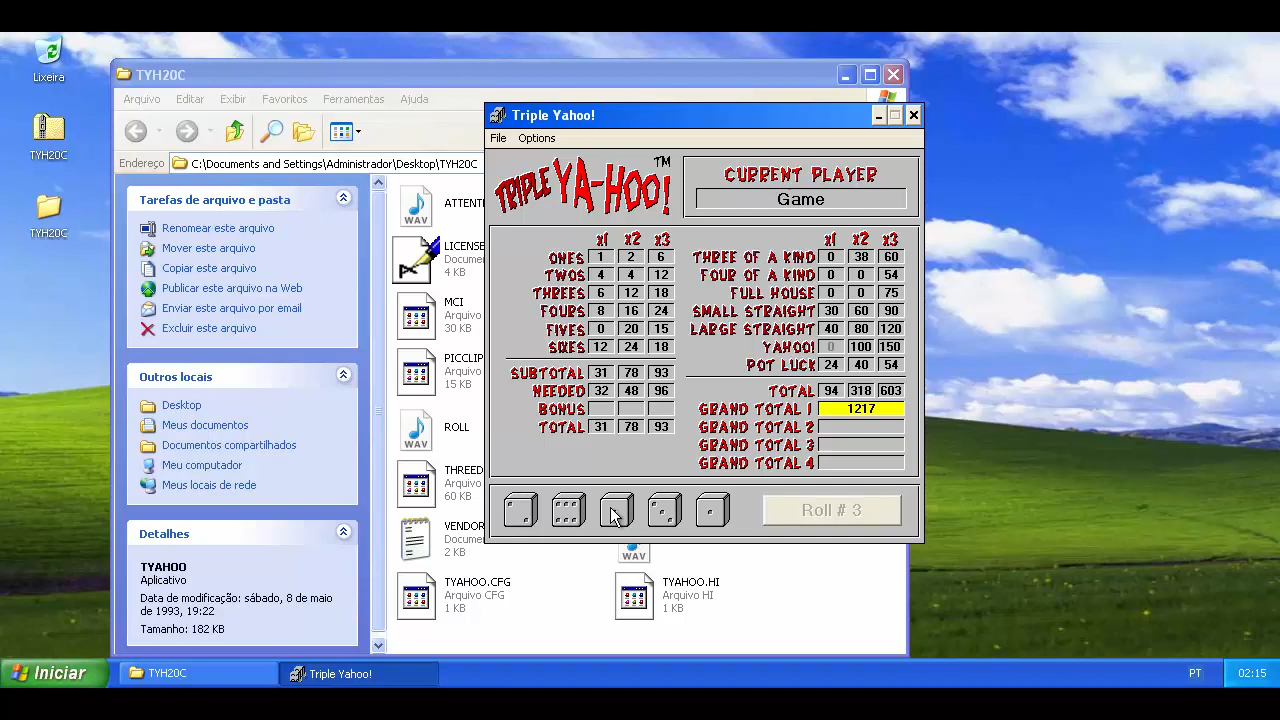 Lixeira
TYH20C
TYH20C
TYH20C
Arquivo Editar Exibir Favoritos Ferramentas Ajuda
Endereço C:\Documents and Settings\Administrador\Desktop\TYH20C
Tarefas de arquivo e pasta
Renomear este arquivo
Mover este arquivo
Copiar este arquivo
Publicar este arquivo na Web
Enviar este arquivo por email
Excluir este arquivo
Outros locais
Desktop
Meus documentos
Documentos compartilhados
Meu computador
Meus locais de rede
Detalhes
TYAHOO
Aplicativo
Data de modificação: sábado, 8 de maio
de 1993, 19:22
Tamanho: 182 KB
WAV
LICENSE
4 KB
MCI
Arquivo
30 KB
PICCLIP
Arquivo
15 KB
WAV
ROLL
THREED
Arquivo
60 KB
VENDOR
2 KB
TYAHOO.CFG
Arquivo CFG
1 KB
WAV
TYAHOO.HI
Arquivo HI
1 KB
Triple Yahoo!
File Options
TRIPLE YA-HOO! TM
CURRENT PLAYER
Game
x1 x2 x3
ONES 1 2 6
TWOS 4 4 12
THREES 6 12 18
FOURS 8 16 24
FIVES 0 20 15
SIXES 12 24 18
SUBTOTAL 31 78 93
NEEDED 32 48 96
BONUS
TOTAL 31 78 93
x1 x2 x3
THREE OF A KIND 0 38 60
FOUR OF A KIND 0 0 54
FULL HOUSE 0 0 75
SMALL STRAIGHT 30 60 90
LARGE STRAIGHT 40 80 120
YAHOO! 0 100 150
POT LUCK 24 40 54
TOTAL 94 318 603
GRAND TOTAL 1 1217
GRAND TOTAL 2
GRAND TOTAL 3
GRAND TOTAL 4
Roll # 3
Iniciar TYH20C Triple Yahoo! PT 02:15